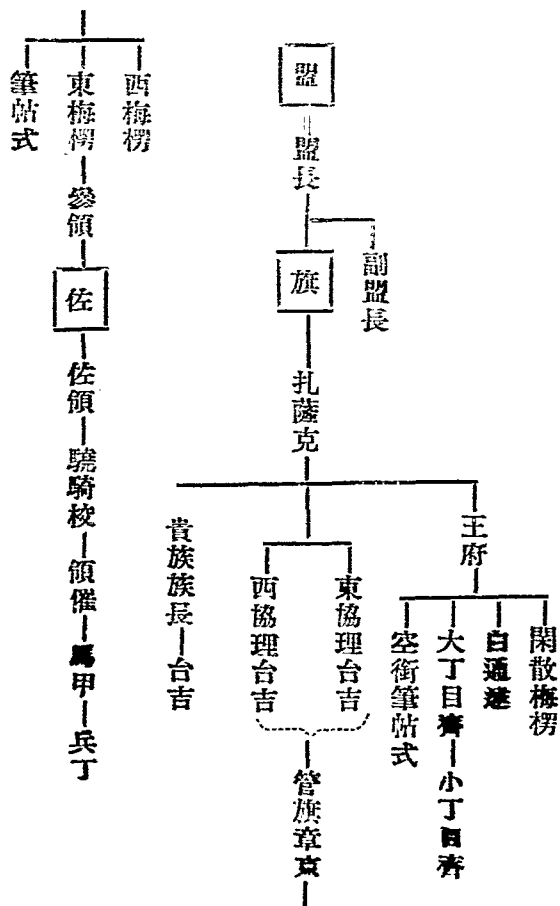 盟
盟長
副盟長
旗
扎薩克
王府
閑散梅楞
白通達
大丁目齊
小丁目齊
空銜筆帖式
東協理台吉
西協理台吉
貴族族長
台吉
管旗章京
西梅楞
東梅楞
筆帖式
參領
佐
佐領
驍騎校
領催
馬甲
兵丁